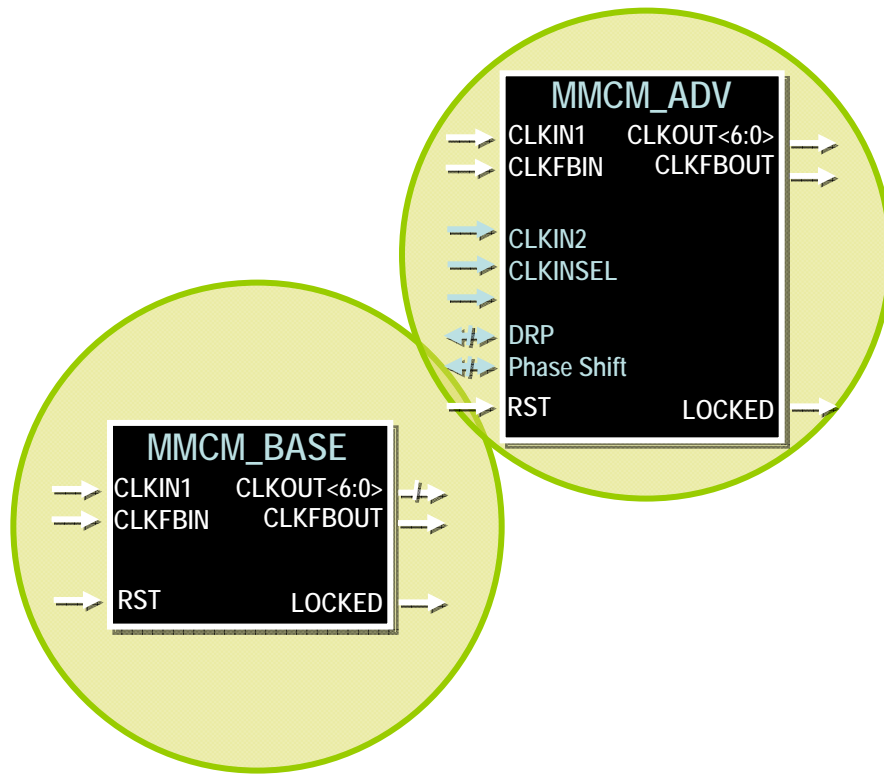 MMCM_ADV
CLKIN1 CLKOUT<6:0>
CLKFBIN CLKFBOUT
CLKIN2
CLKINSEL
DRP
Phase Shift
RST LOCKED
MMCM_BASE
CLKIN1 CLKOUT<6:0>
CLKFBIN CLKFBOUT
RST LOCKED